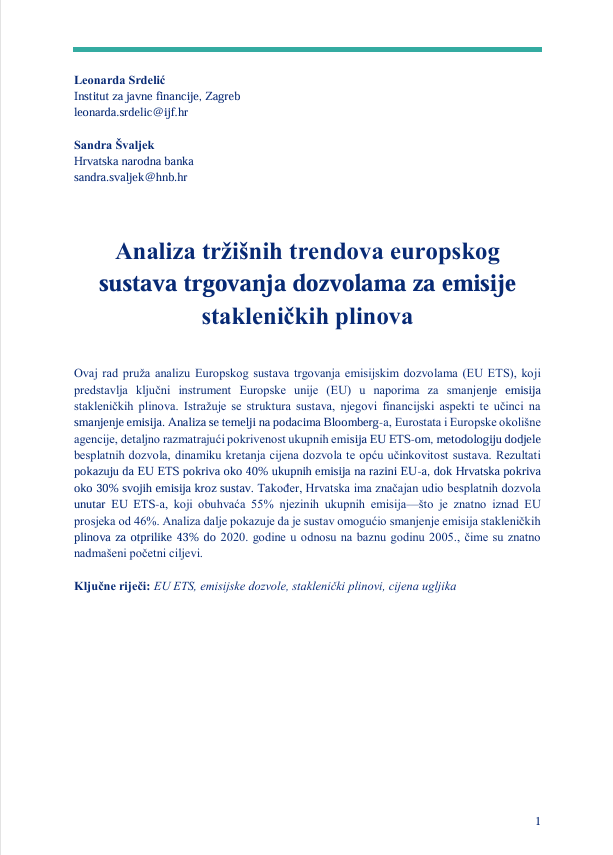 Leonarda Srdelić
Institut za javne financije, Zagreb
leonarda.srdelic@ijf.hr
Sandra Švaljek
Hrvatska narodna banka
sandra.svaljek@hnb.hr
Analiza tržišnih trendova europskog
sustava trgovanja dozvolama za emisije
stakleničkih plinova
Ovaj rad pruža analizu Europskog sustava trgovanja emisijskim dozvolama (EU ETS), koji
predstavlja ključni instrument Europske unije (EU) u naporima za smanjenje emisija
stakleničkih plinova. Istražuje se struktura sustava, njegovi financijski aspekti te učinci na
smanjenje emisija. Analiza se temelji na podacima Bloomberg-a, Eurostata i Europske okolišne
agencije, detaljno razmatrajući pokrivenost ukupnih emisija EU ETS-om, metodologiju dodjele
besplatnih dozvola, dinamiku kretanja cijena dozvola te opću učinkovitost sustava. Rezultati
pokazuju da EU ETS pokriva oko 40% ukupnih emisija na razini EU-a, dok Hrvatska pokriva
oko 30% svojih emisija kroz sustav. Također, Hrvatska ima značajan udio besplatnih dozvola
unutar EU ETS-a, koji obuhvaća 55% njezinih ukupnih emisija—što je znatno iznad EU
prosjeka od 46%. Analiza dalje pokazuje da je sustav omogućio smanjenje emisija stakleničkih
plinova za otprilike 43% do 2020. godine u odnosu na baznu godinu 2005., čime su znatno
nadmašeni početni ciljevi.
Ključne riječi: EU ETS, emisijske dozvole, staklenički plinovi, cijena ugljika
1